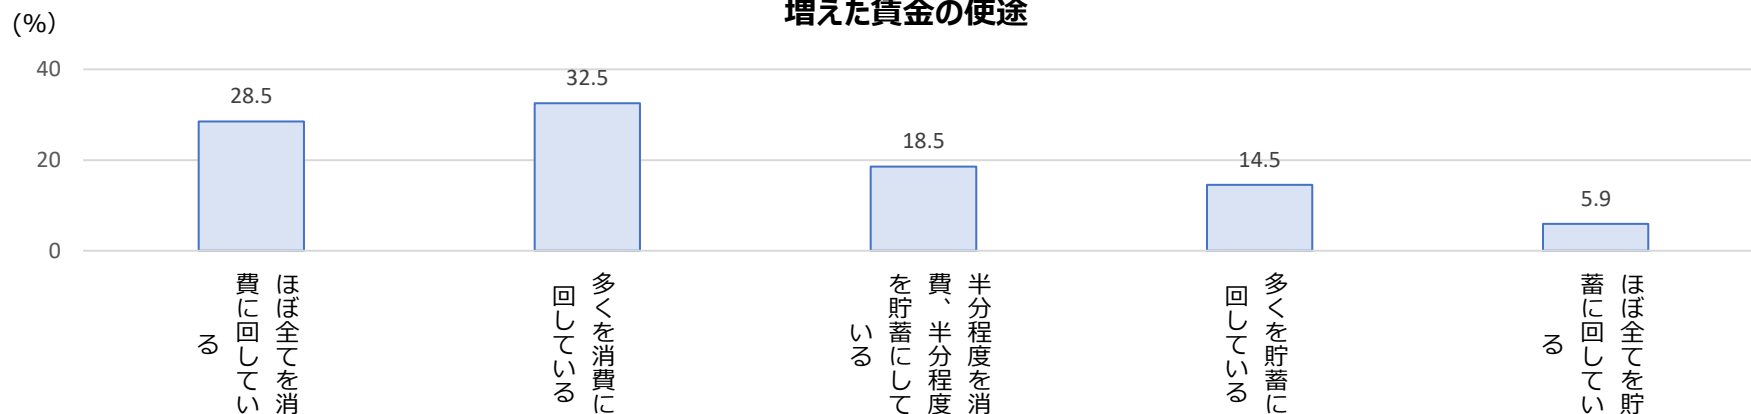 増えた賃金の使途
(%)
40
20
0
28.5
32.5
18.5
14.5
5.9
ほぼ全てを消
費に回してい
る
多くを消費に
回している
半分程度を消
費、半分程度
を貯蓄にして
いる
多くを貯蓄に
回している
ほぼ全てを貯
蓄に回してい
る